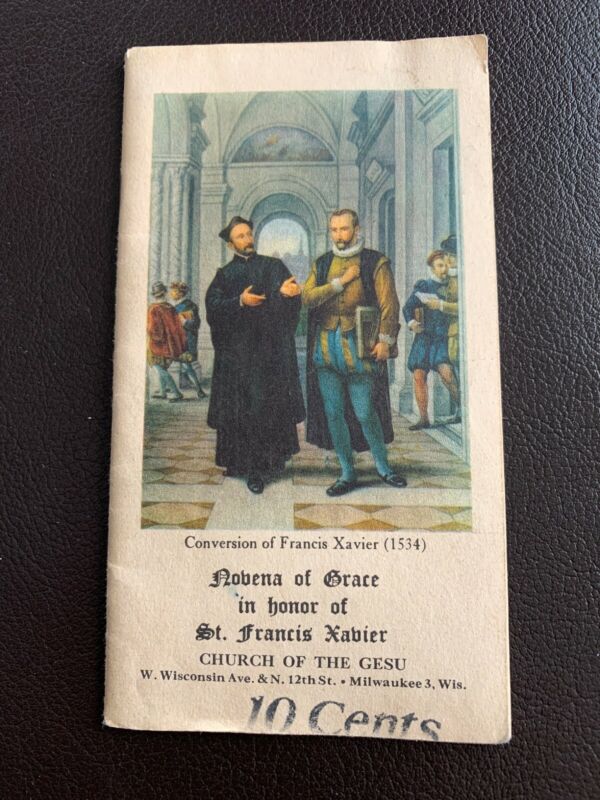 Conversion of Francis Xavier (1534)
Novena of Grace
in honor of
St. Francis Xavier
CHURCH OF THE GESU
W. Wisconsin Ave. & N. 12th St. • Milwaukee 3, Wis.
10 Cents